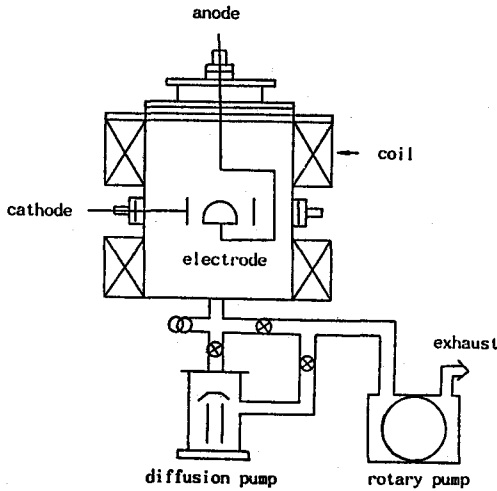 anode
coil
cathode
electrode
exhaust
diffusion pump
rotary pump